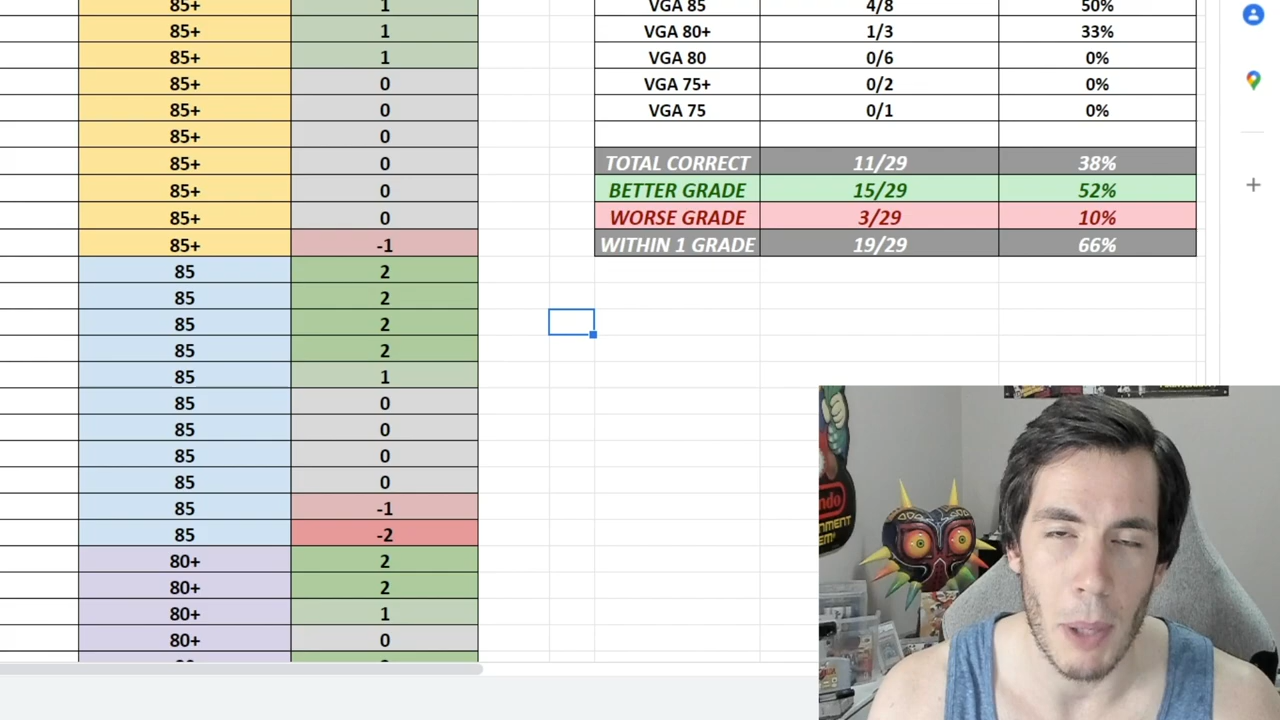 85+ 1 VGA 85 4/8 50%
85+ 1 VGA 80+ 1/3 33%
85+ 1 VGA 80 0/6 0%
85+ 0 VGA 75+ 0/2 0%
85+ 0 VGA 75 0/1 0%
85+ 0
85+ 0 TOTAL CORRECT 11/29 38%
85+ 0 BETTER GRADE 15/29 52%
85+ 0 WORSE GRADE 3/29 10%
85+ -1 WITHIN 1 GRADE 19/29 66%
85 2
85 2
85 2
85 2
85 1
85 0
85 0
85 0
85 0
85 -1
85 -2
80+ 2
80+ 2
80+ 1
80+ 0